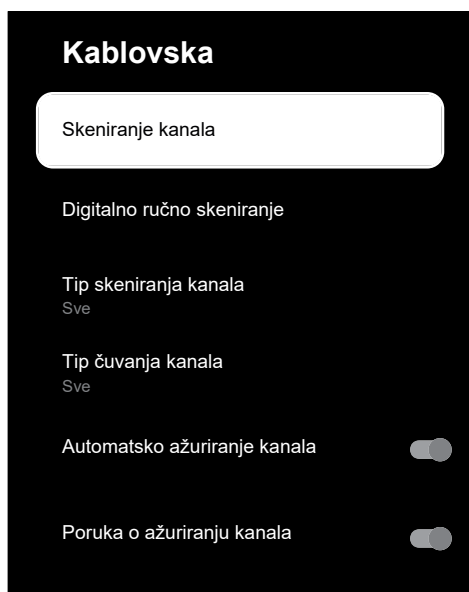 Kablovska
Skeniranje kanala
Digitalno ručno skeniranje
Tip skeniranja kanala
Sve
Tip čuvanja kanala
Sve
Automatsko ažuriranje kanala
Poruka o ažuriranju kanala